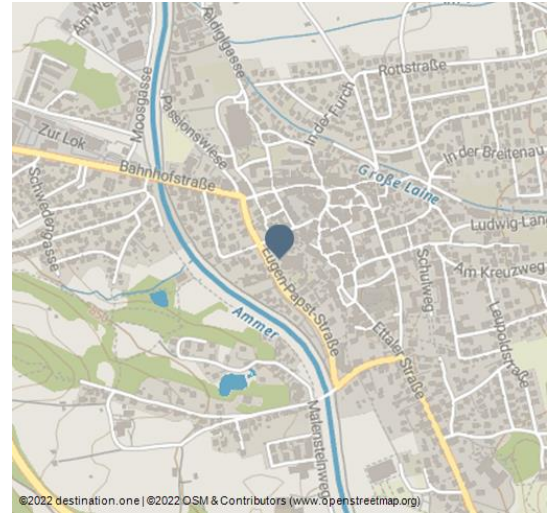 Am We
Feldiglgasse
Rottstraße
Moosgasse
In-der-Furch
Passionswiese
Zur Lok
In-der-Breitenau
Große Laine
Bahnhofstraße
Schwedengasse
Ludwig-Lang
Schulweg
Am Kreuzweg
Eugen-Papst-Straße
Ammer
Ettaler Straße
Leupoldstraße
Malensteinweg
©2022 destination.one | ©2022 OSM & Contributors (www.openstreetmap.org)